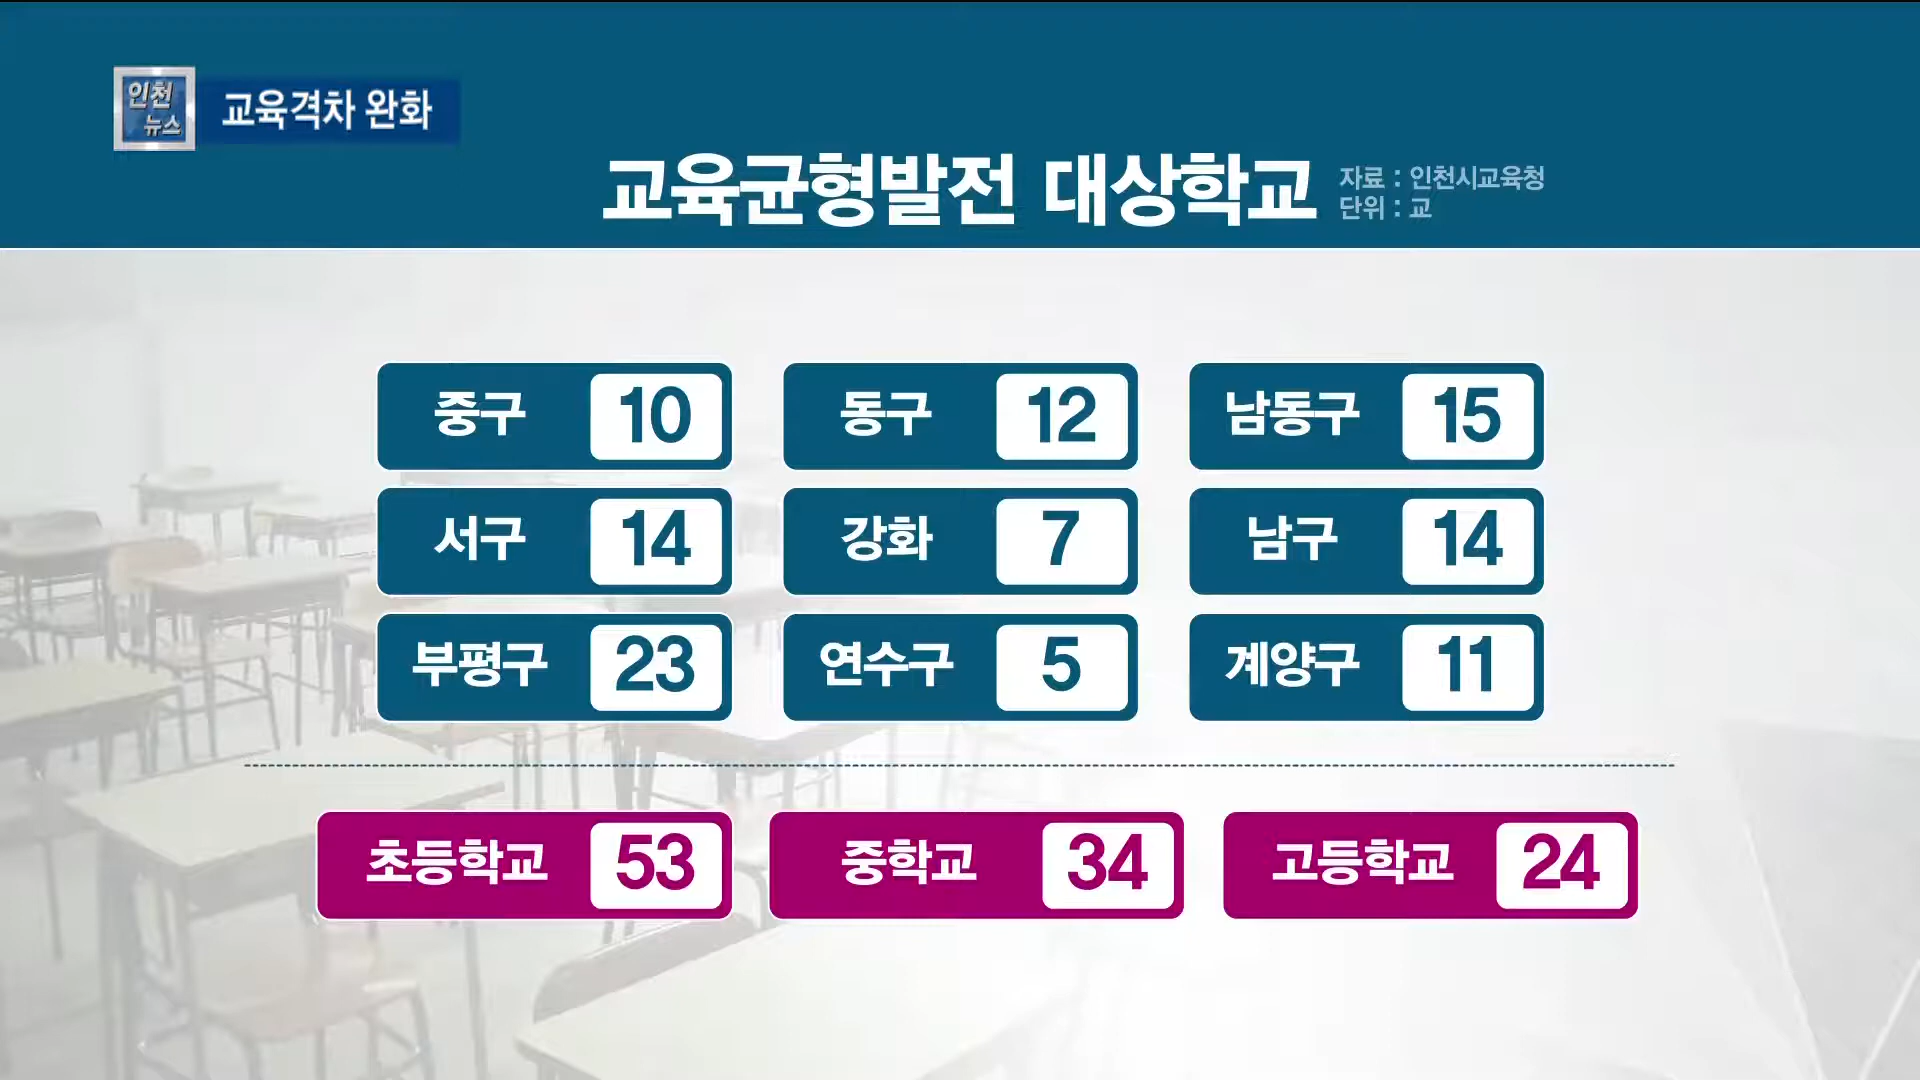 인천
뉴스
교육격차 완화
교육균형발전 대상학교
자료 : 인천시교육청
단위 : 교
중구 10
동구 12
남동구 15
서구 14
강화 7
남구 14
부평구 23
연수구 5
계양구 11
초등학교 53
중학교 34
고등학교 24